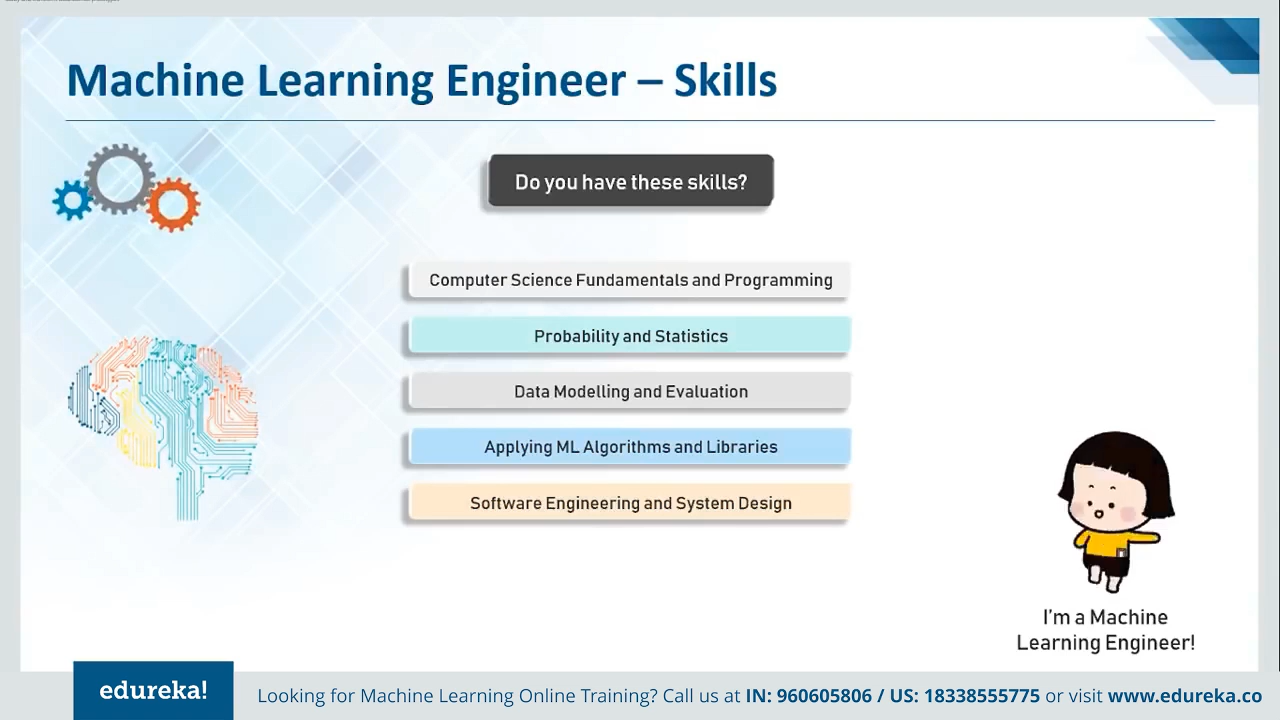 Machine Learning Engineer – Skills
Do you have these skills?
Computer Science Fundamentals and Programming
Probability and Statistics
Data Modelling and Evaluation
Applying ML Algorithms and Libraries
Software Engineering and System Design
I'm a Machine
Learning Engineer!
edureka!
Looking for Machine Learning Online Training? Call us at IN: 960605806 / US: 18338555775 or visit www.edureka.co